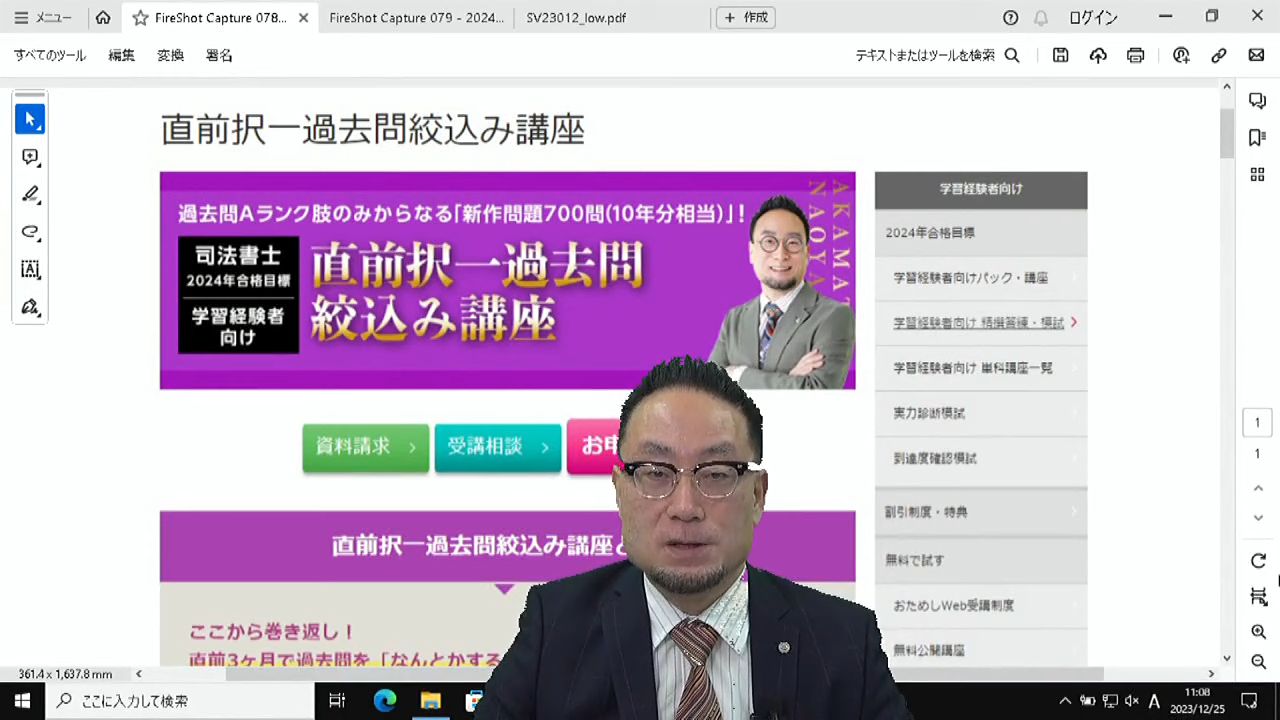 メニュー
FireShot Capture 078...
FireShot Capture 079 - 2024...
SV23012_low.pdf
作成
ログイン
すべてのツール
編集
変換
署名
テキストまたはツールを検索
直前択一過去問絞込み講座
過去問Aランク肢のみからなる「新作問題700問(10年分相当)」!
司法書士
2024年合格目標
学習経験者
向け
直前択一過去問
絞込み講座
AKAMAT
NAOYA
資料請求
受講相談
お申
直前択一過去問絞込み講座と
ここから巻き返し!
直前3ヶ月で過去問を「なんとかする
学習経験者向け
2024年合格目標
学習経験者向けパック・講座
学習経験者向け 精撰答練・模試
学習経験者向け 単科講座一覧
実力診断模試
到達度確認模試
割引制度・特典
無料で試す
おためしWeb受講制度
無料公開講座
1
1
361.4 x 1,637.8 mm
ここに入力して検索
A
11:08
2023/12/25